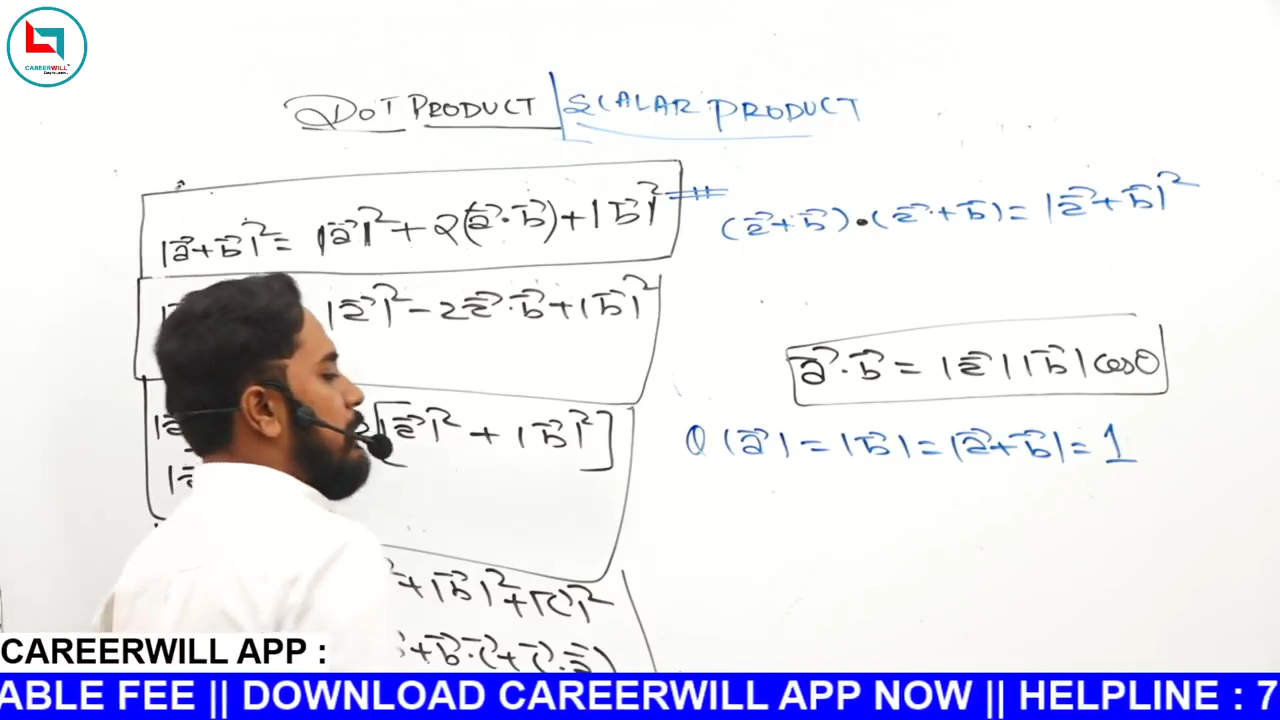 CAREERWILL
DOT PRODUCT | SCALAR PRODUCT
|a⃗+b⃗|² = |a⃗|² + 2(a⃗·b⃗) + |b⃗|²
(a⃗+b⃗)·(a⃗+b⃗) = |a⃗+b⃗|²
|a⃗|² - 2a⃗·b⃗ + |b⃗|²
a⃗·b⃗ = |a⃗| |b⃗| cosθ
[|a⃗|² + |b⃗|²]
Q |a⃗| = |b⃗| = |a⃗+b⃗| = 1
+ |b⃗|² + |c⃗|²
+ b⃗·c⃗ + c⃗·a⃗)
CAREERWILL APP :
ABLE FEE || DOWNLOAD CAREERWILL APP NOW || HELPLINE : 7